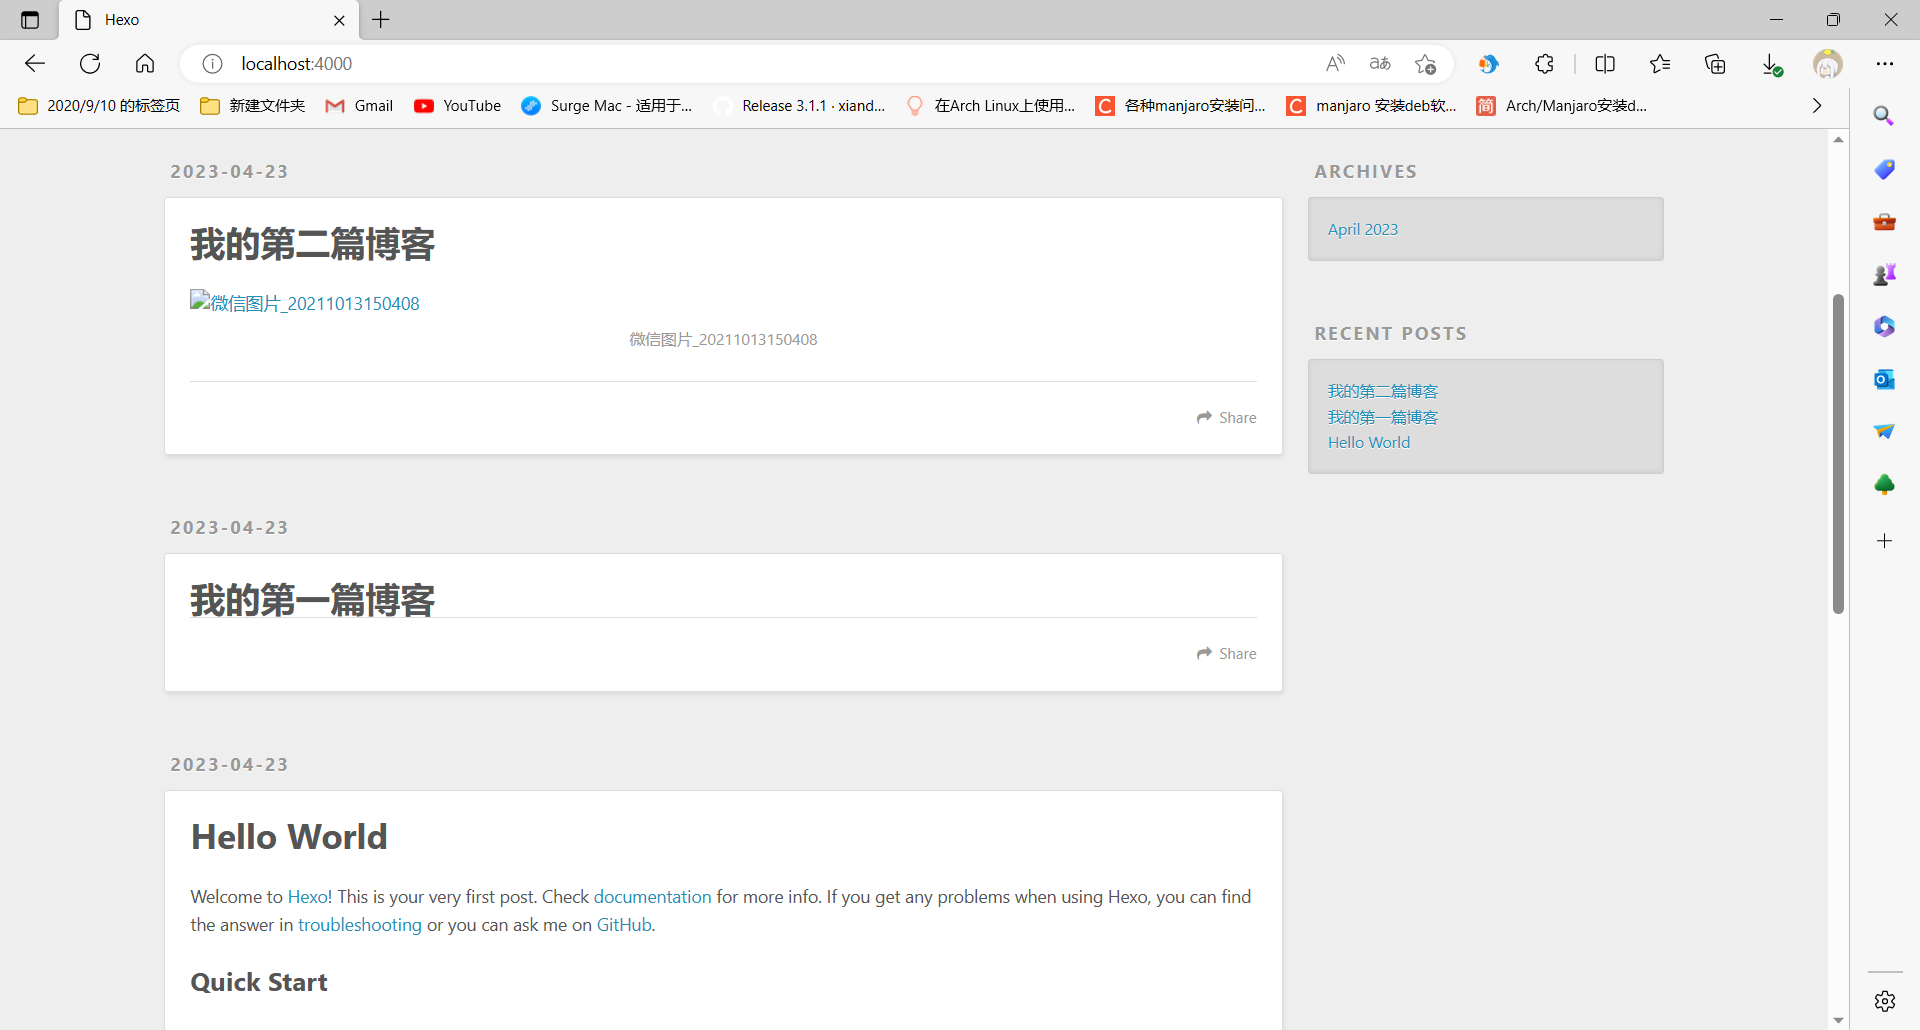 Hexo
localhost:4000
2020/9/10 的标签页
新建文件夹
Gmail
YouTube
Surge Mac - 适用于...
Release 3.1.1 · xiand...
在Arch Linux上使用...
各种manjaro安装问...
manjaro 安装deb软...
Arch/Manjaro安装d...
2023-04-23
我的第二篇博客
微信图片_20211013150408
微信图片_20211013150408
Share
2023-04-23
我的第一篇博客
Share
2023-04-23
Hello World
Welcome to Hexo! This is your very first post. Check documentation for more info. If you get any problems when using Hexo, you can find
the answer in troubleshooting or you can ask me on GitHub.
Quick Start
ARCHIVES
April 2023
RECENT POSTS
我的第二篇博客
我的第一篇博客
Hello World